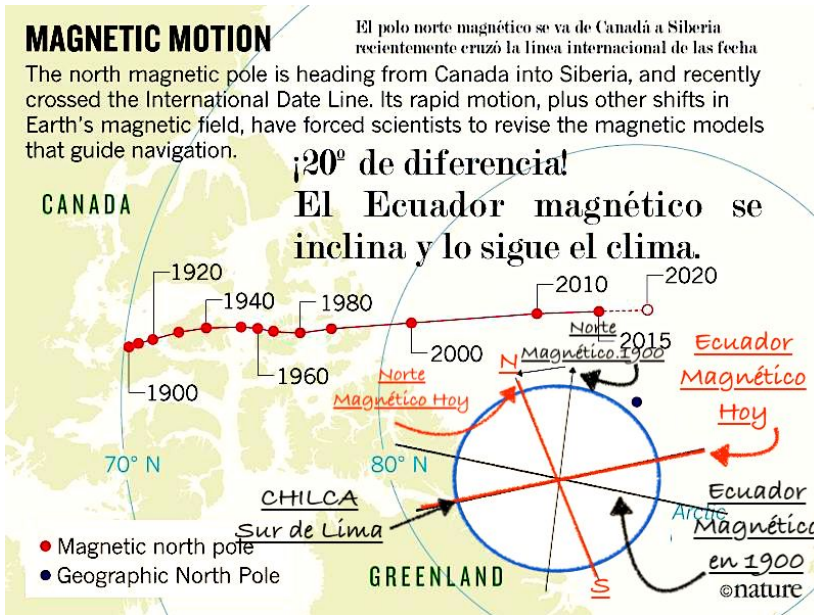 MAGNETIC MOTION
El polo norte magnético se va de Canadá a Siberia
recientemente cruzó la línea internacional de las fecha
The north magnetic pole is heading from Canada into Siberia, and recently
crossed the International Date Line. Its rapid motion, plus other shifts in
Earth's magnetic field, have forced scientists to revise the magnetic models
that guide navigation.
¡20º de diferencia!
El Ecuador magnético se
inclina y lo sigue el clima.
CANADA
1920
1940
1980
2010
2020
1900
1960
2000
2015
Norte
Magnético 1900
Ecuador
Magnético
Hoy
N
Norte
Magnético Hoy
70° N
80° N
CHILCA
Sur de Lima
Ecuador
Magnético
en 1900
Arctic
S
Magnetic north pole
Geographic North Pole
GREENLAND
©nature